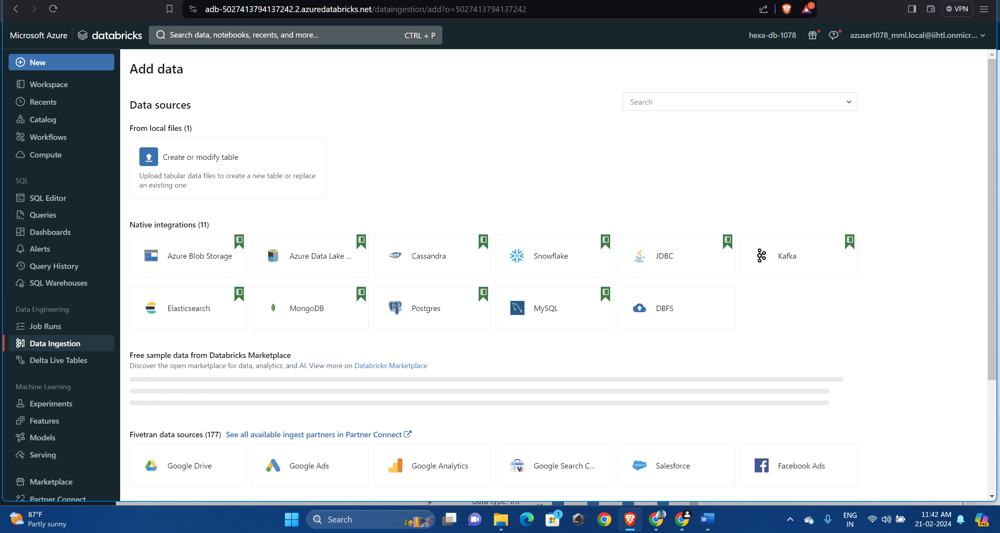 adb-5027413794137242.2.azuredatabricks.net/dataingestion/add?o=5027413794137242
1
VPN
Microsoft Azure
databricks
Search data, notebooks, recents, and more...
CTRL + P
hexa-db-1078
azuser1078_mml.local@iihtl.onmicr...
New
Workspace
Recents
Catalog
Workflows
Compute
SQL
SQL Editor
Queries
Dashboards
Alerts
Query History
SQL Warehouses
Data Engineering
Job Runs
Data Ingestion
Delta Live Tables
Machine Learning
Experiments
Features
Models
Serving
Marketplace
Partner Connect
Add data
Data sources
Search
From local files (1)
Create or modify table
Upload tabular data files to create a new table or replace
an existing one
Native integrations (11)
Azure Blob Storage
Azure Data Lake ...
Cassandra
Snowflake
JDBC
Kafka
Elasticsearch
MongoDB
Postgres
MySQL
DBFS
Free sample data from Databricks Marketplace
Discover the open marketplace for data, analytics, and AI. View more on Databricks Marketplace
Fivetran data sources (177) See all available ingest partners in Partner Connect
Google Drive
Google Ads
Google Analytics
Google Search C...
salesforce
Salesforce
Facebook Ads
data type: int
87°F
Partly sunny
Search
1
W
ENG
IN
11:42 AM
21-02-2024
PRE